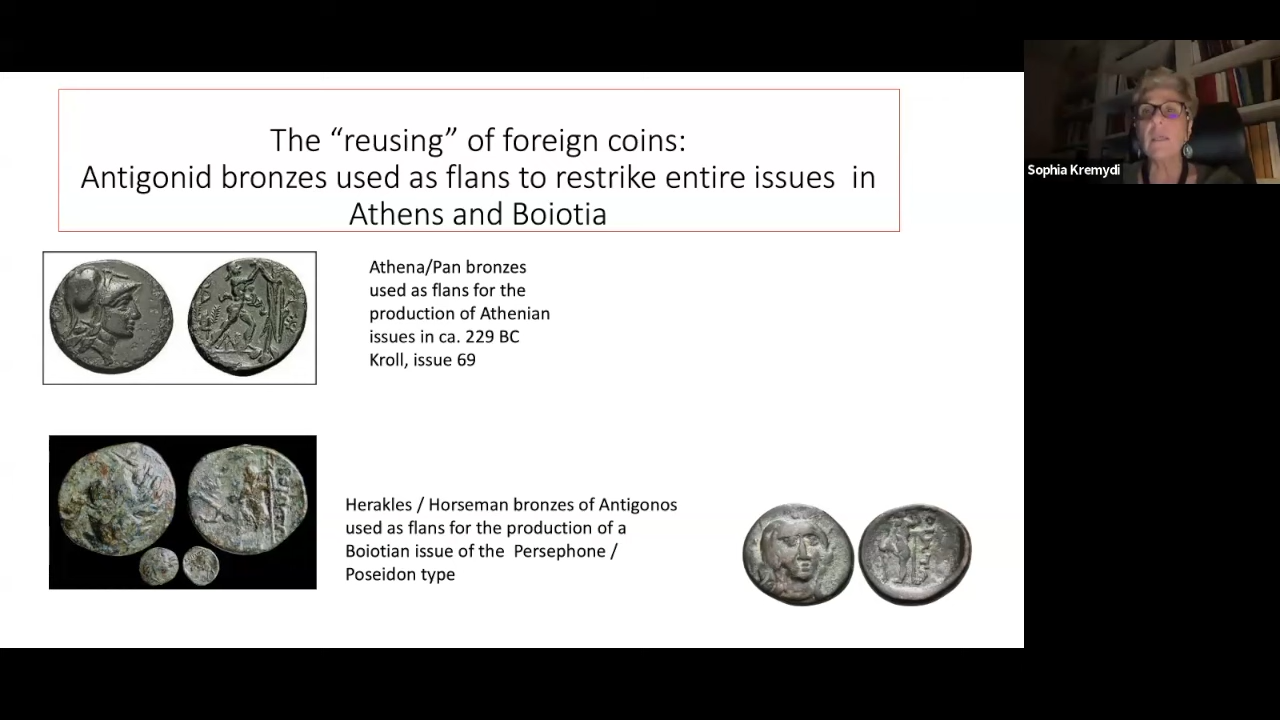 The “reusing” of foreign coins:
Antigonid bronzes used as flans to restrike entire issues in
Athens and Boiotia
Sophia Kremydi
Athena/Pan bronzes
used as flans for the
production of Athenian
issues in ca. 229 BC
Kroll, issue 69
Herakles / Horseman bronzes of Antigonos
used as flans for the production of a
Boiotian issue of the Persephone /
Poseidon type